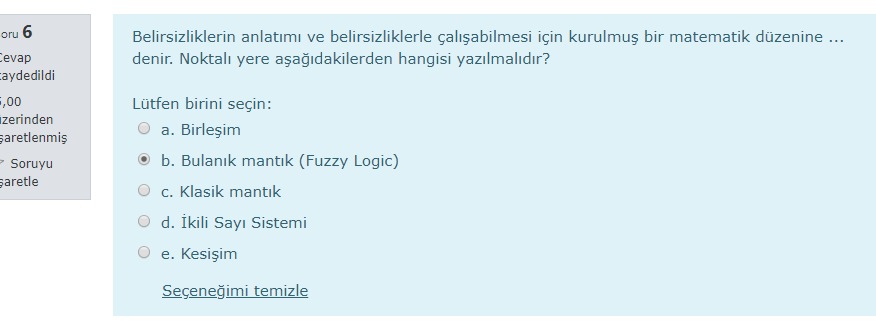 oru 6
Cevap
kaydedildi
5,00
üzerinden
şaretlenmiş
Soruyu
şaretle
Belirsizliklerin anlatımı ve belirsizliklerle çalışabilmesi için kurulmuş bir matematik düzenine ...
denir. Noktalı yere aşağıdakilerden hangisi yazılmalıdır?
Lütfen birini seçin:
a. Birleşim
b. Bulanık mantık (Fuzzy Logic)
c. Klasik mantık
d. İkili Sayı Sistemi
e. Kesişim
Seçeneğimi temizle